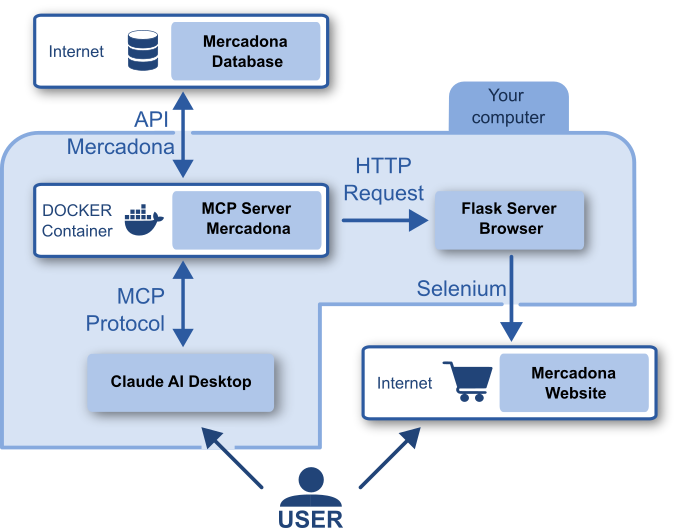 Internet
Mercadona
Database
Your
computer
API
Mercadona
HTTP
Request
DOCKER
Container
MCP Server
Mercadona
Flask Server
Browser
MCP
Protocol
Selenium
Claude AI Desktop
Internet
Mercadona
Website
USER